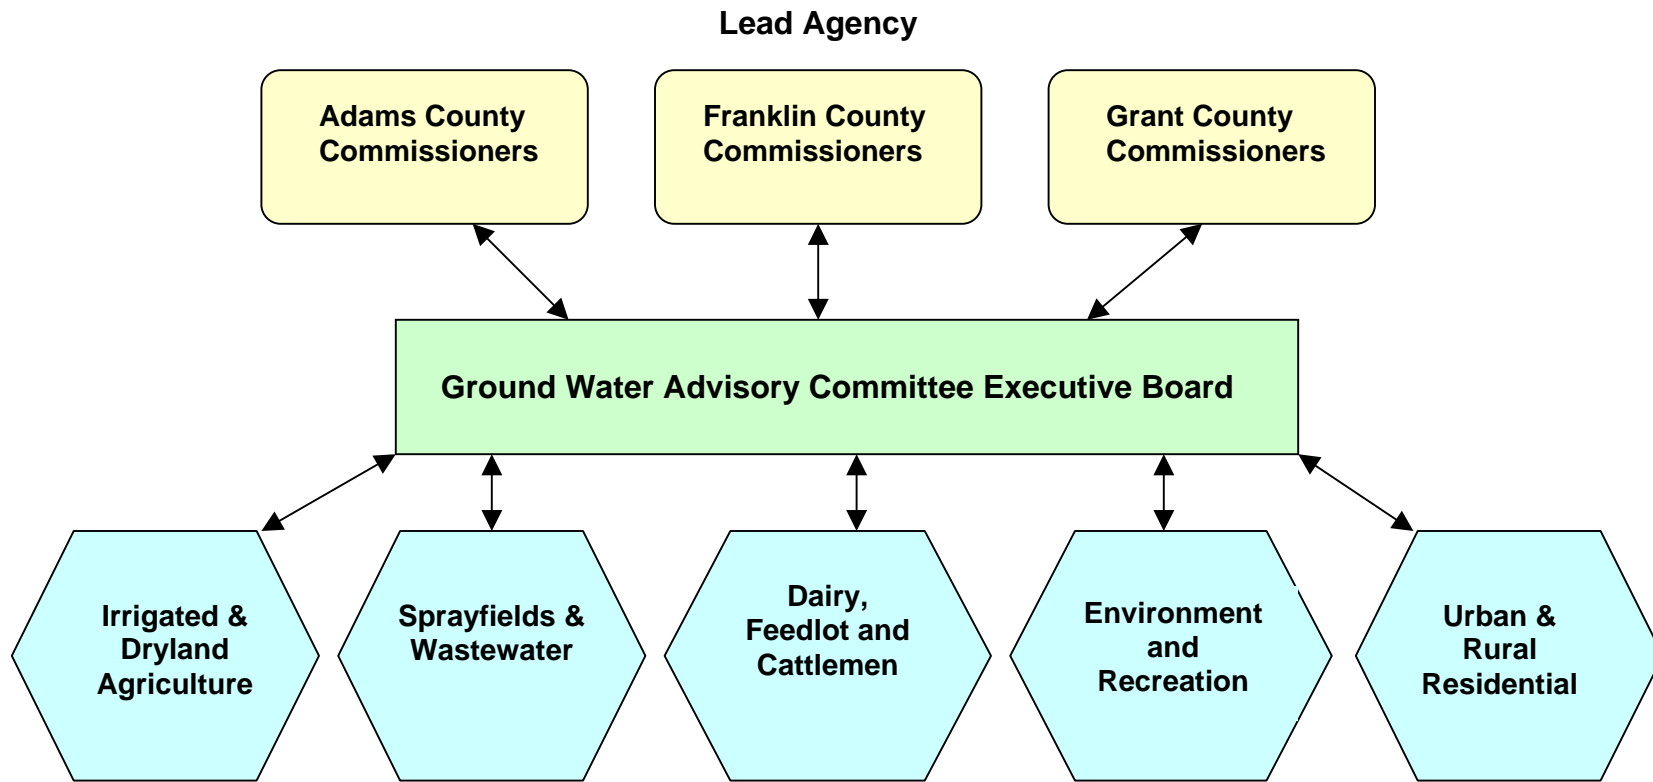 Lead Agency
Adams County
Commissioners
Franklin County
Commissioners
Grant County
Commissioners
Ground Water Advisory Committee Executive Board
Irrigated &
Dryland
Agriculture
Sprayfields &
Wastewater
Dairy,
Feedlot and
Cattlemen
Environment
and
Recreation
Urban &
Rural
Residential